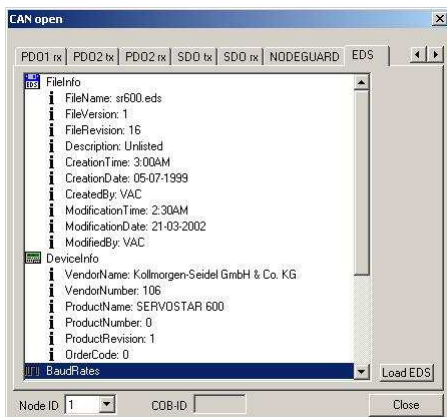 CAN open
PDO1 rx PDO2 tx PDO2 rx SDO tx SDO rx NODEGUARD EDS
EDS FileInfo
FileName: sr600.eds
FileVersion: 1
FileRevision: 16
Description: Unlisted
CreationTime: 3:00AM
CreationDate: 05-07-1999
CreatedBy: VAC
ModificationTime: 2:30AM
ModificationDate: 21-03-2002
ModifiedBy: VAC
DeviceInfo
VendorName: Kollmorgen-Seidel GmbH & Co. KG
VendorNumber: 106
ProductName: SERVOSTAR 600
ProductNumber: 0
ProductRevision: 1
OrderCode: 0
BaudRates
Load EDS
Node ID 1 COB-ID Close